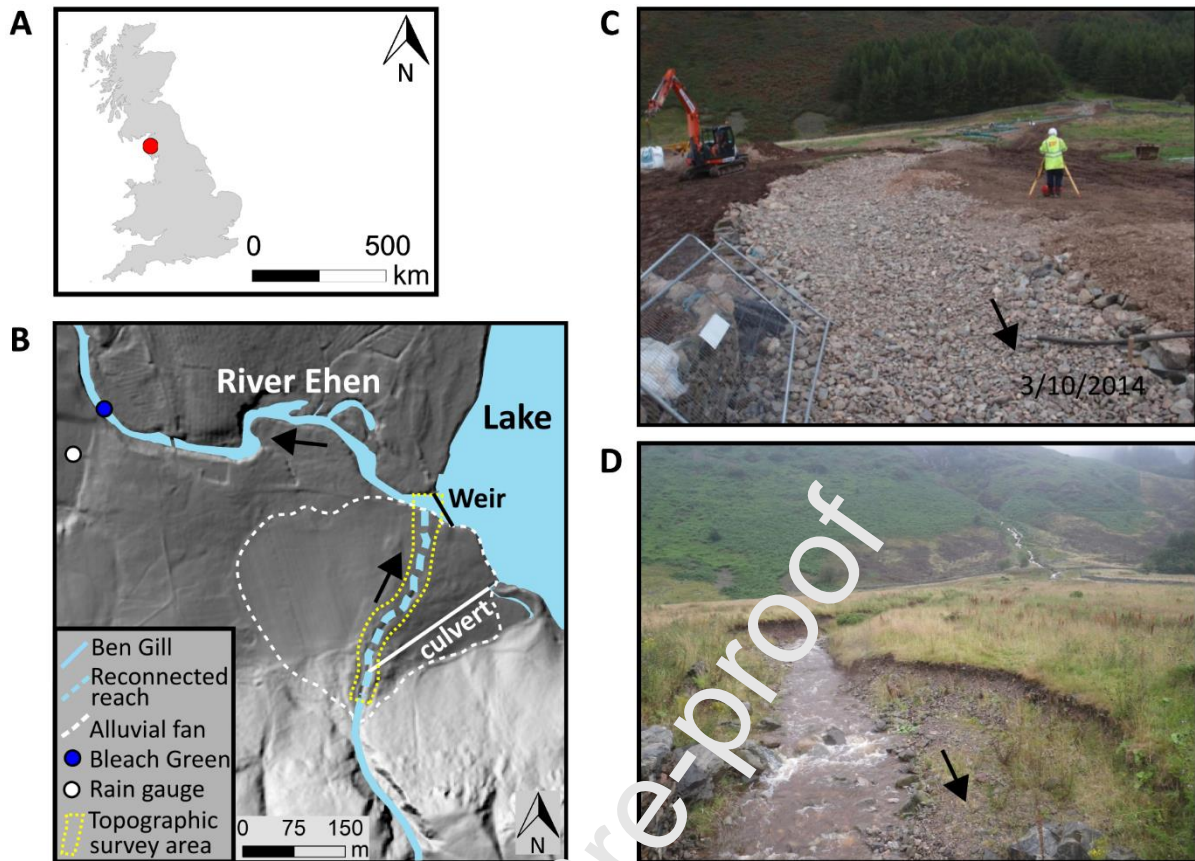 A
N
0 500
km
B
River Ehen
Lake
Weir
culvert
Ben Gill
Reconnected
reach
Alluvial fan
Bleach Green
Rain gauge
Topographic
survey area
0 75 150
m
N
C
3/10/2014
D
re-proof